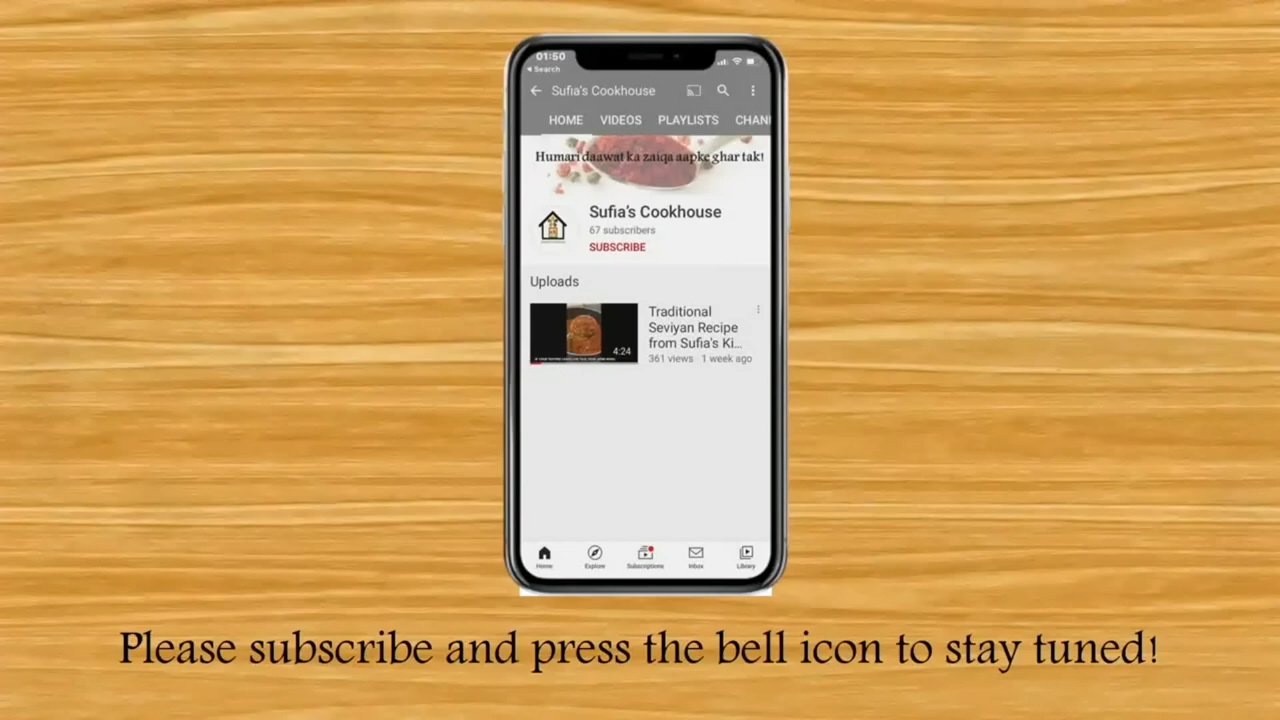 01:50
Search
Sufia's Cookhouse
HOME VIDEOS PLAYLISTS CHAN
Humari daawat ka zaiqa aapke ghar tak!
Sufia's Cookhouse
67 subscribers
SUBSCRIBE
Uploads
Traditional
Seviyan Recipe
from Sufia's Ki...
361 views · 1 week ago
4:24
Home Explore Subscriptions Inbox Library
Please subscribe and press the bell icon to stay tuned!